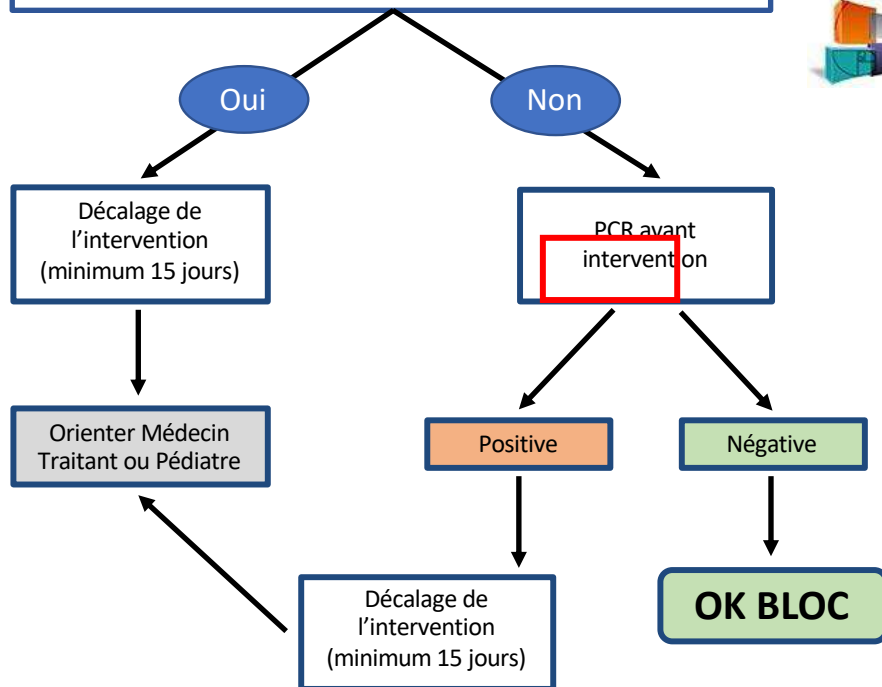 Oui
Non
Décalage de
l’intervention
(minimum 15 jours)
PCR avant
intervention
Orienter Médecin
Traitant ou Pédiatre
Positive
Négative
Décalage de
l’intervention
(minimum 15 jours)
OK BLOC